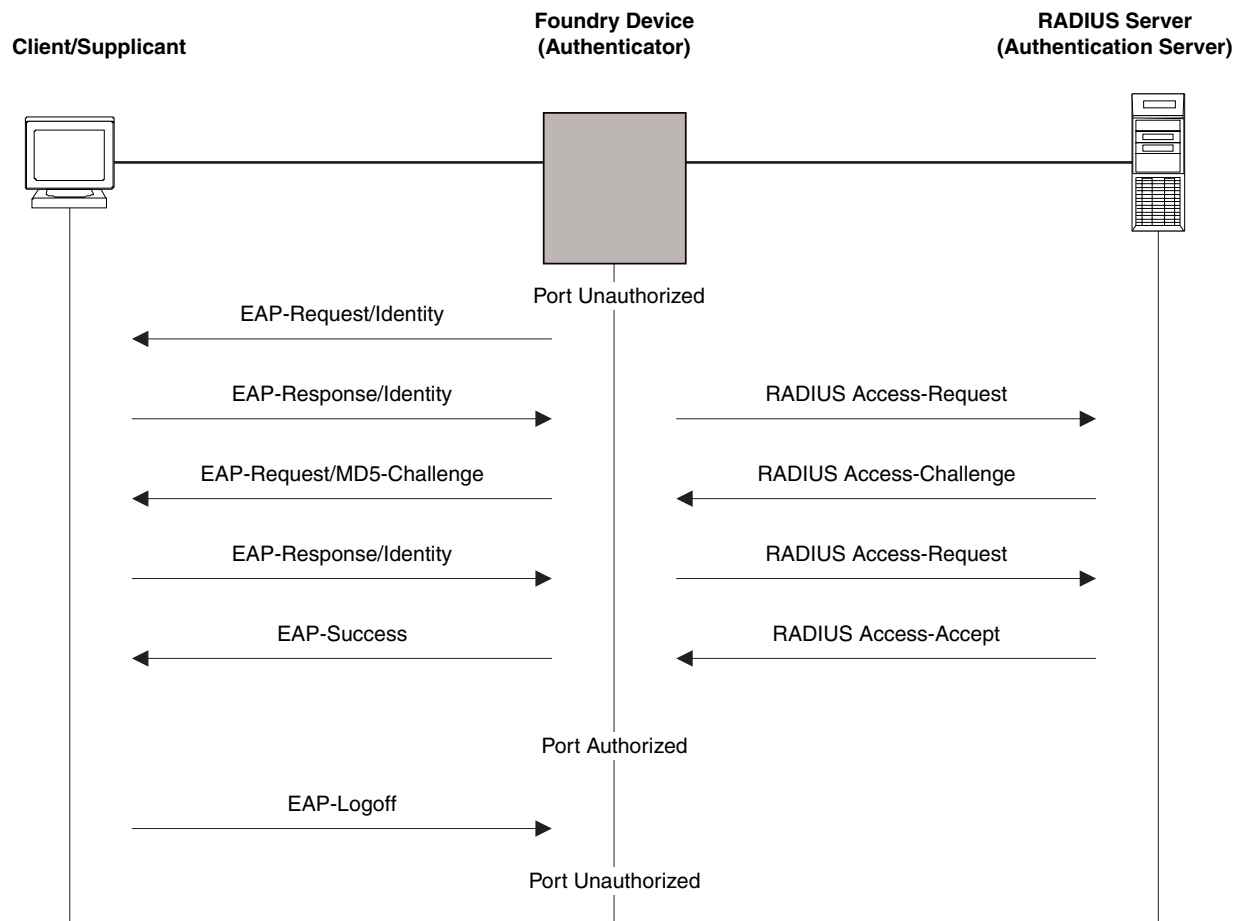 Client/Supplicant
Foundry Device
(Authenticator)
RADIUS Server
(Authentication Server)
Port Unauthorized
EAP-Request/Identity
EAP-Response/Identity
RADIUS Access-Request
EAP-Request/MD5-Challenge
RADIUS Access-Challenge
EAP-Response/Identity
RADIUS Access-Request
EAP-Success
RADIUS Access-Accept
Port Authorized
EAP-Logoff
Port Unauthorized